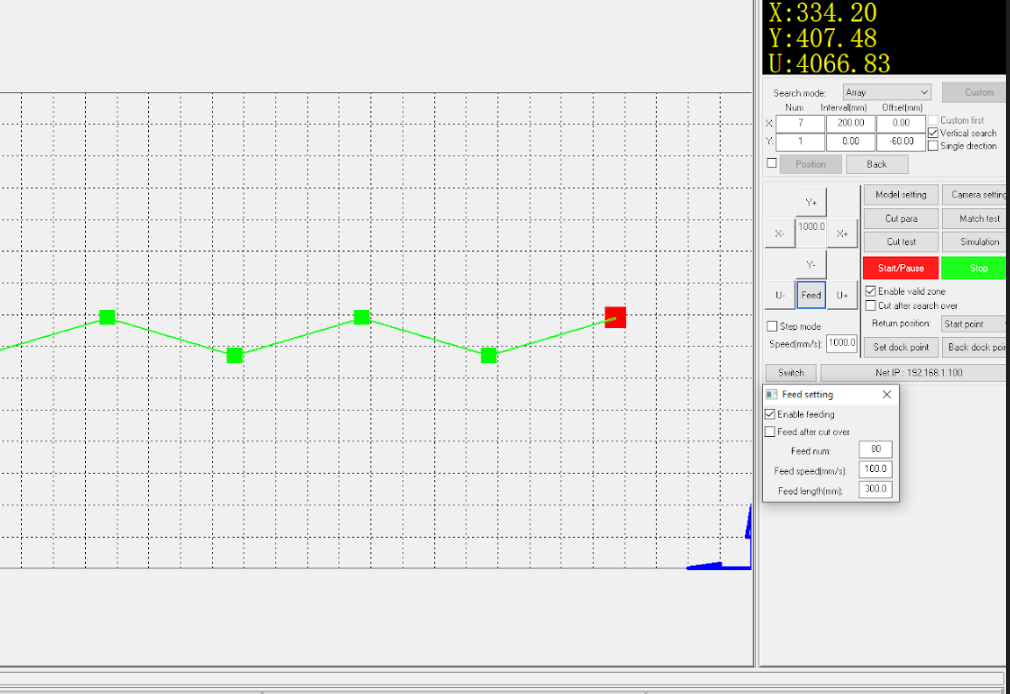 X:334.20
Y:407.48
U:4066.83
Search mode: Array Custom
Num Interval(mm) Offset(mm)
X: 7 200.00 0.00 Custom first
Vertical search
Y: 1 0.00 -60.00 Single direction
Position Back
Y+
X- 1000.0 X+
Y-
U- Feed U+
Step mode
Speed(mm/s): 1000.0
Model setting Camera setting
Cut para Match test
Cut test Simulation
Start/Pause Stop
Enable valid zone
Cut after search over
Return position: Start point
Set dock point Back dock poin
Switch Net IP : 192.168.1.100
Feed setting
Enable feeding
Feed after cut over
Feed num: 80
Feed speed(mm/s): 100.0
Feed length(mm): 300.0